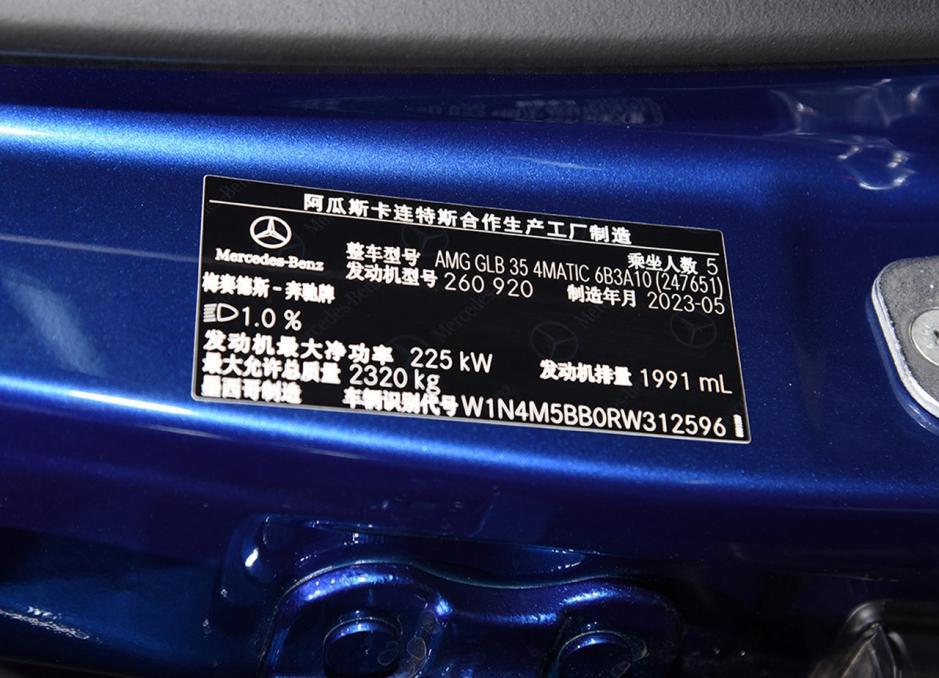 阿瓜斯卡连特斯合作生产工厂制造
Mercedes-Benz
整车型号 AMG GLB 35 4MATIC 6B3A10(247651) 乘坐人数 5
梅赛德斯-奔驰牌 发动机型号 260 920 制造年月 2023-05
1.0 %
发动机最大净功率 225 kW 发动机排量 1991 mL
最大允许总质量 2320 kg
墨西哥制造 车辆识别代号 W1N4M5BB0RW312596